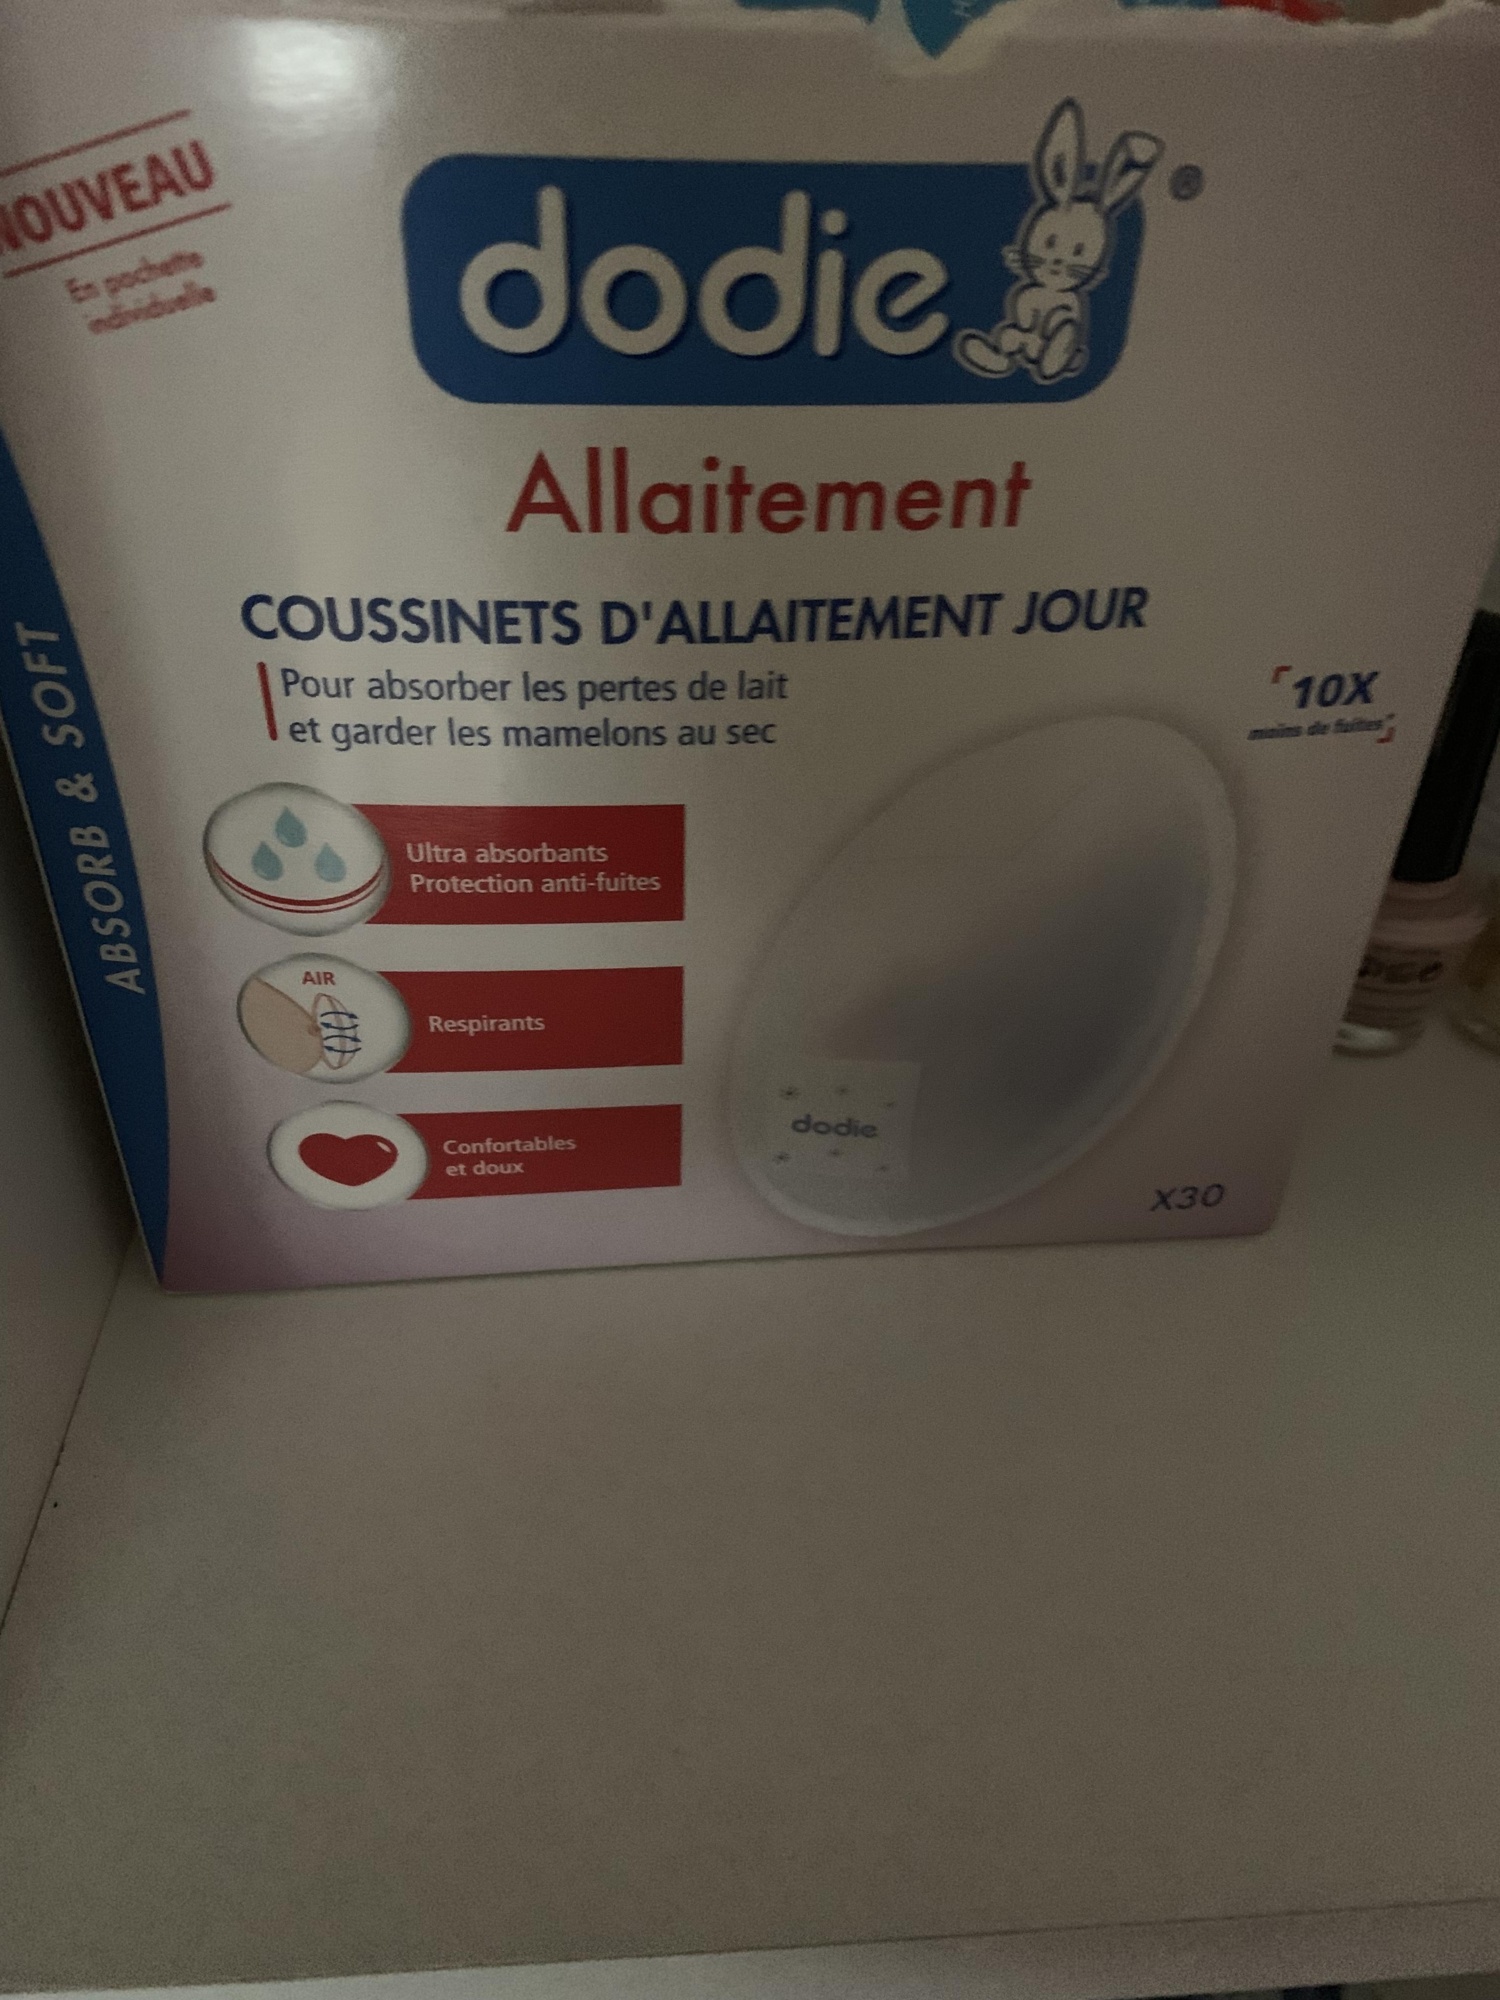 NOUVEAU
En pochette
individuelle
dodie
®
Allaitement
COUSSINETS D'ALLAITEMENT JOUR
Pour absorber les pertes de lait
et garder les mamelons au sec
10X
moins de fuites
ABSORB & SOFT
Ultra absorbants
Protection anti-fuites
AIR
Respirants
Confortables
et doux
dodie
X30